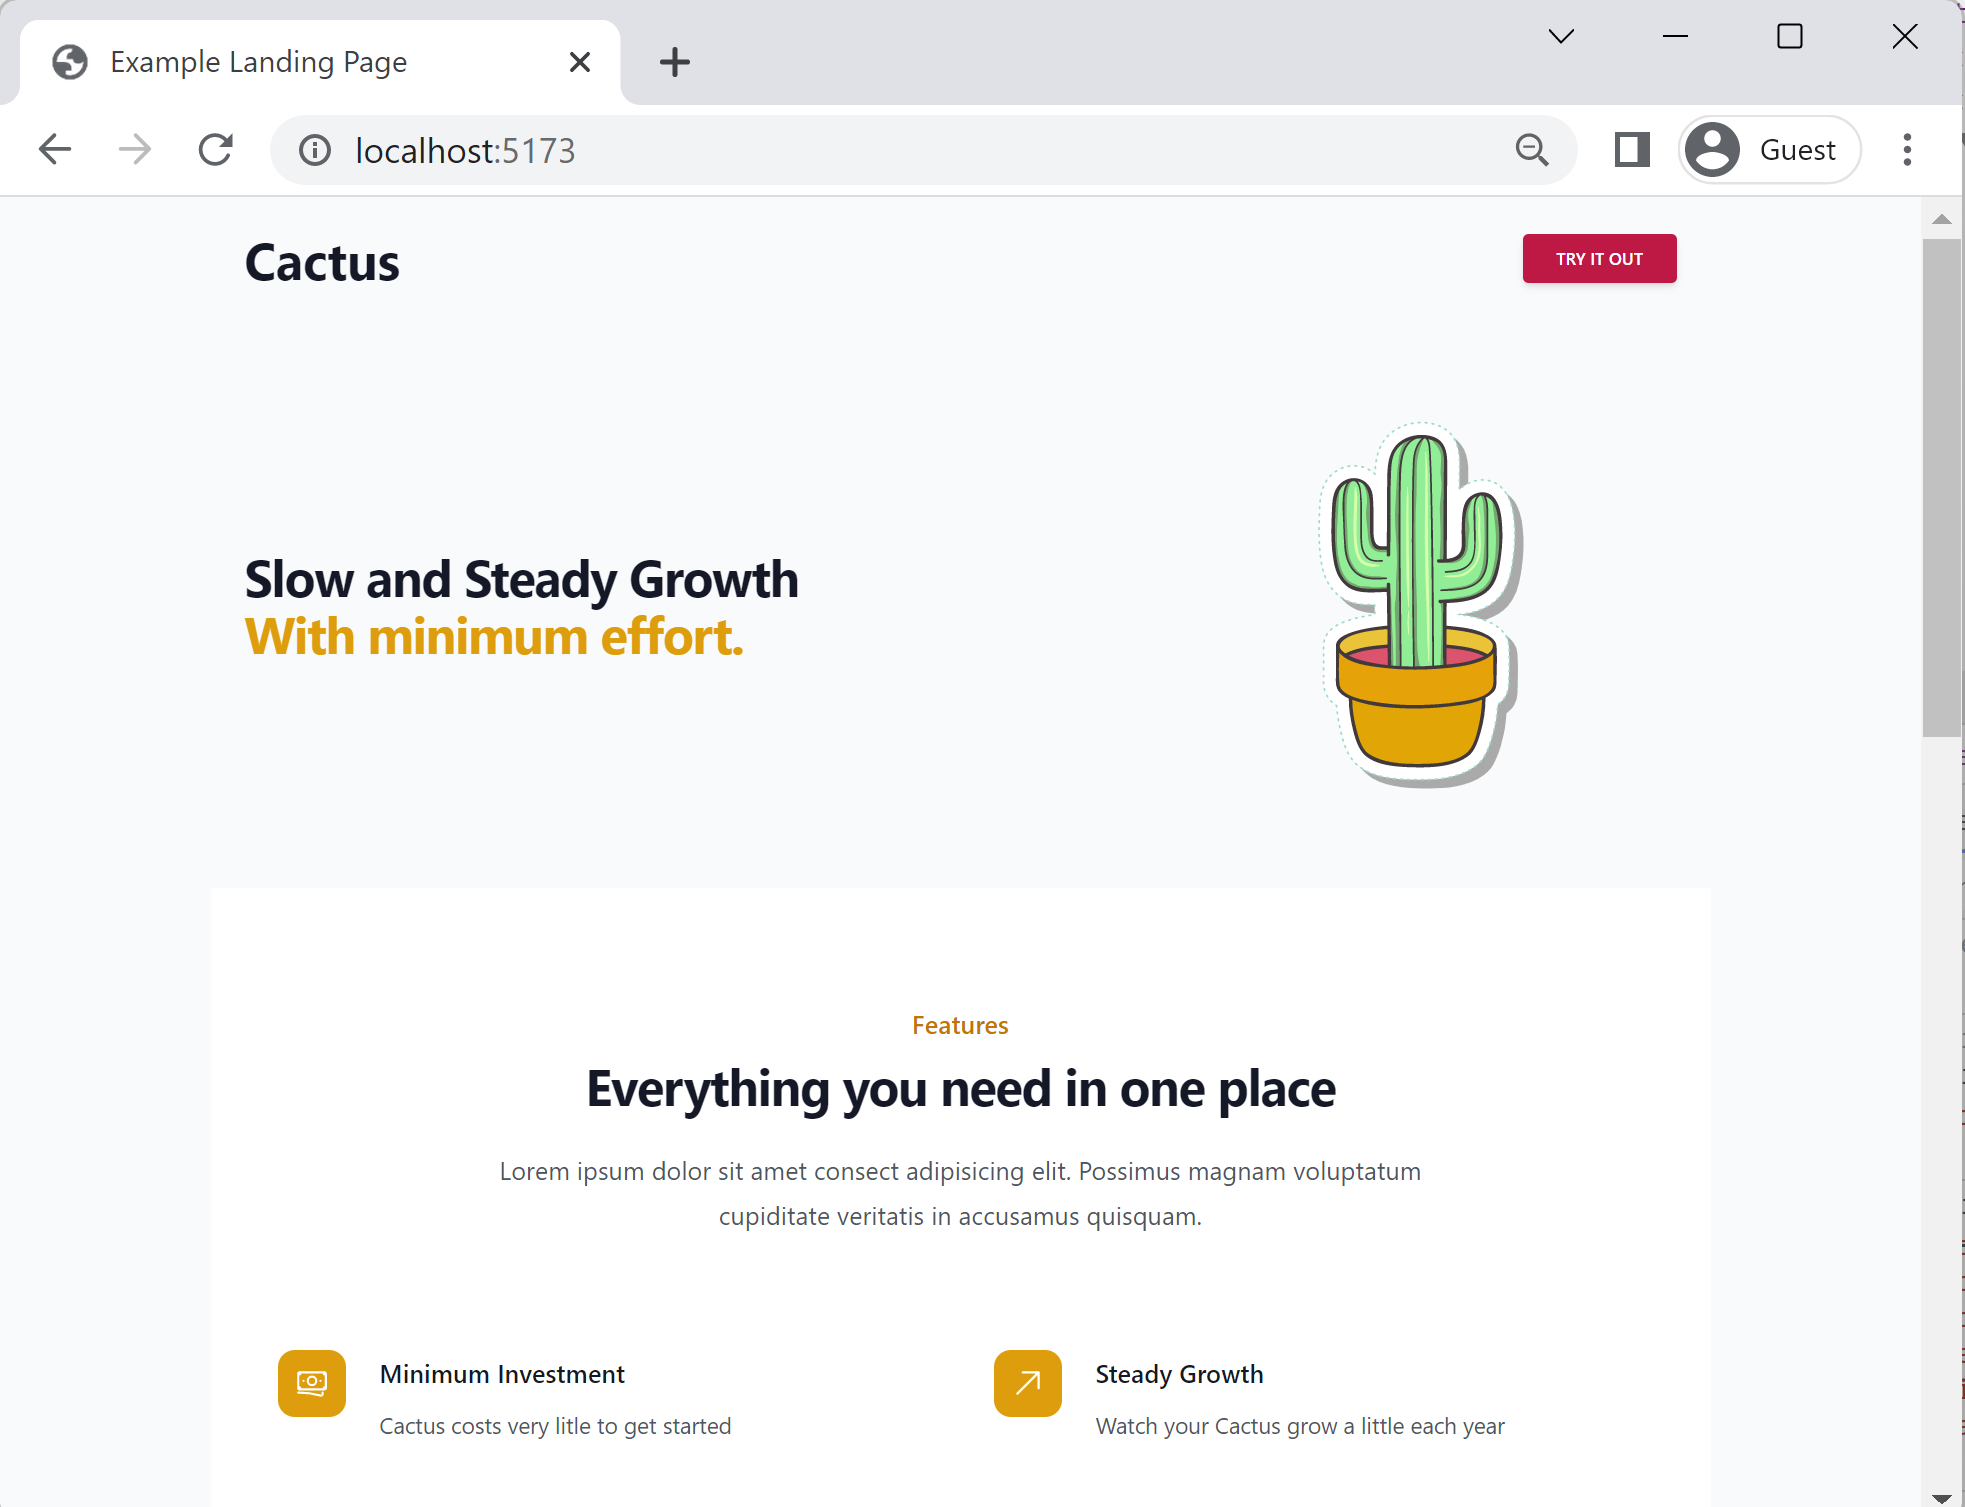 Example Landing Page
localhost:5173
Guest
Cactus
TRY IT OUT
Slow and Steady Growth
With minimum effort.
Features
Everything you need in one place
Lorem ipsum dolor sit amet consect adipisicing elit. Possimus magnam voluptatum
cupiditate veritatis in accusamus quisquam.
Minimum Investment
Cactus costs very litle to get started
Steady Growth
Watch your Cactus grow a little each year